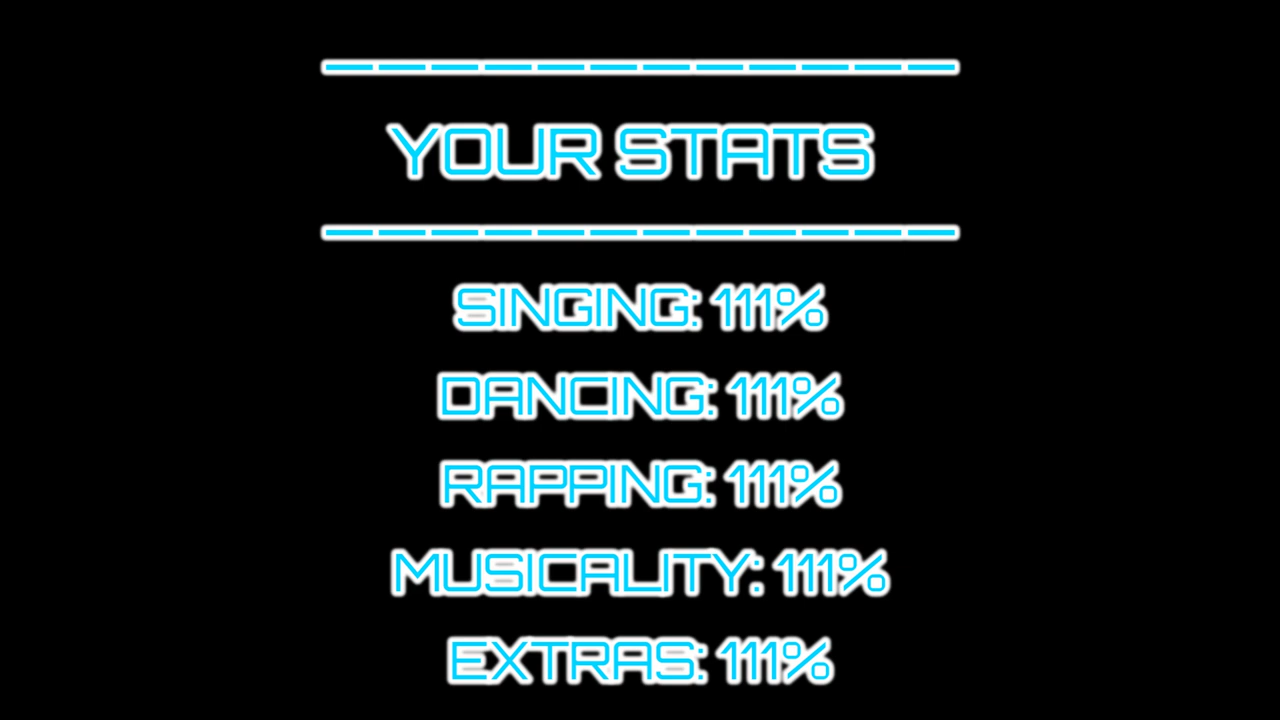 YOUR STATS
SINGING: 111%
DANCING: 111%
RAPPING: 111%
MUSICALITY: 111%
EXTRAS: 111%